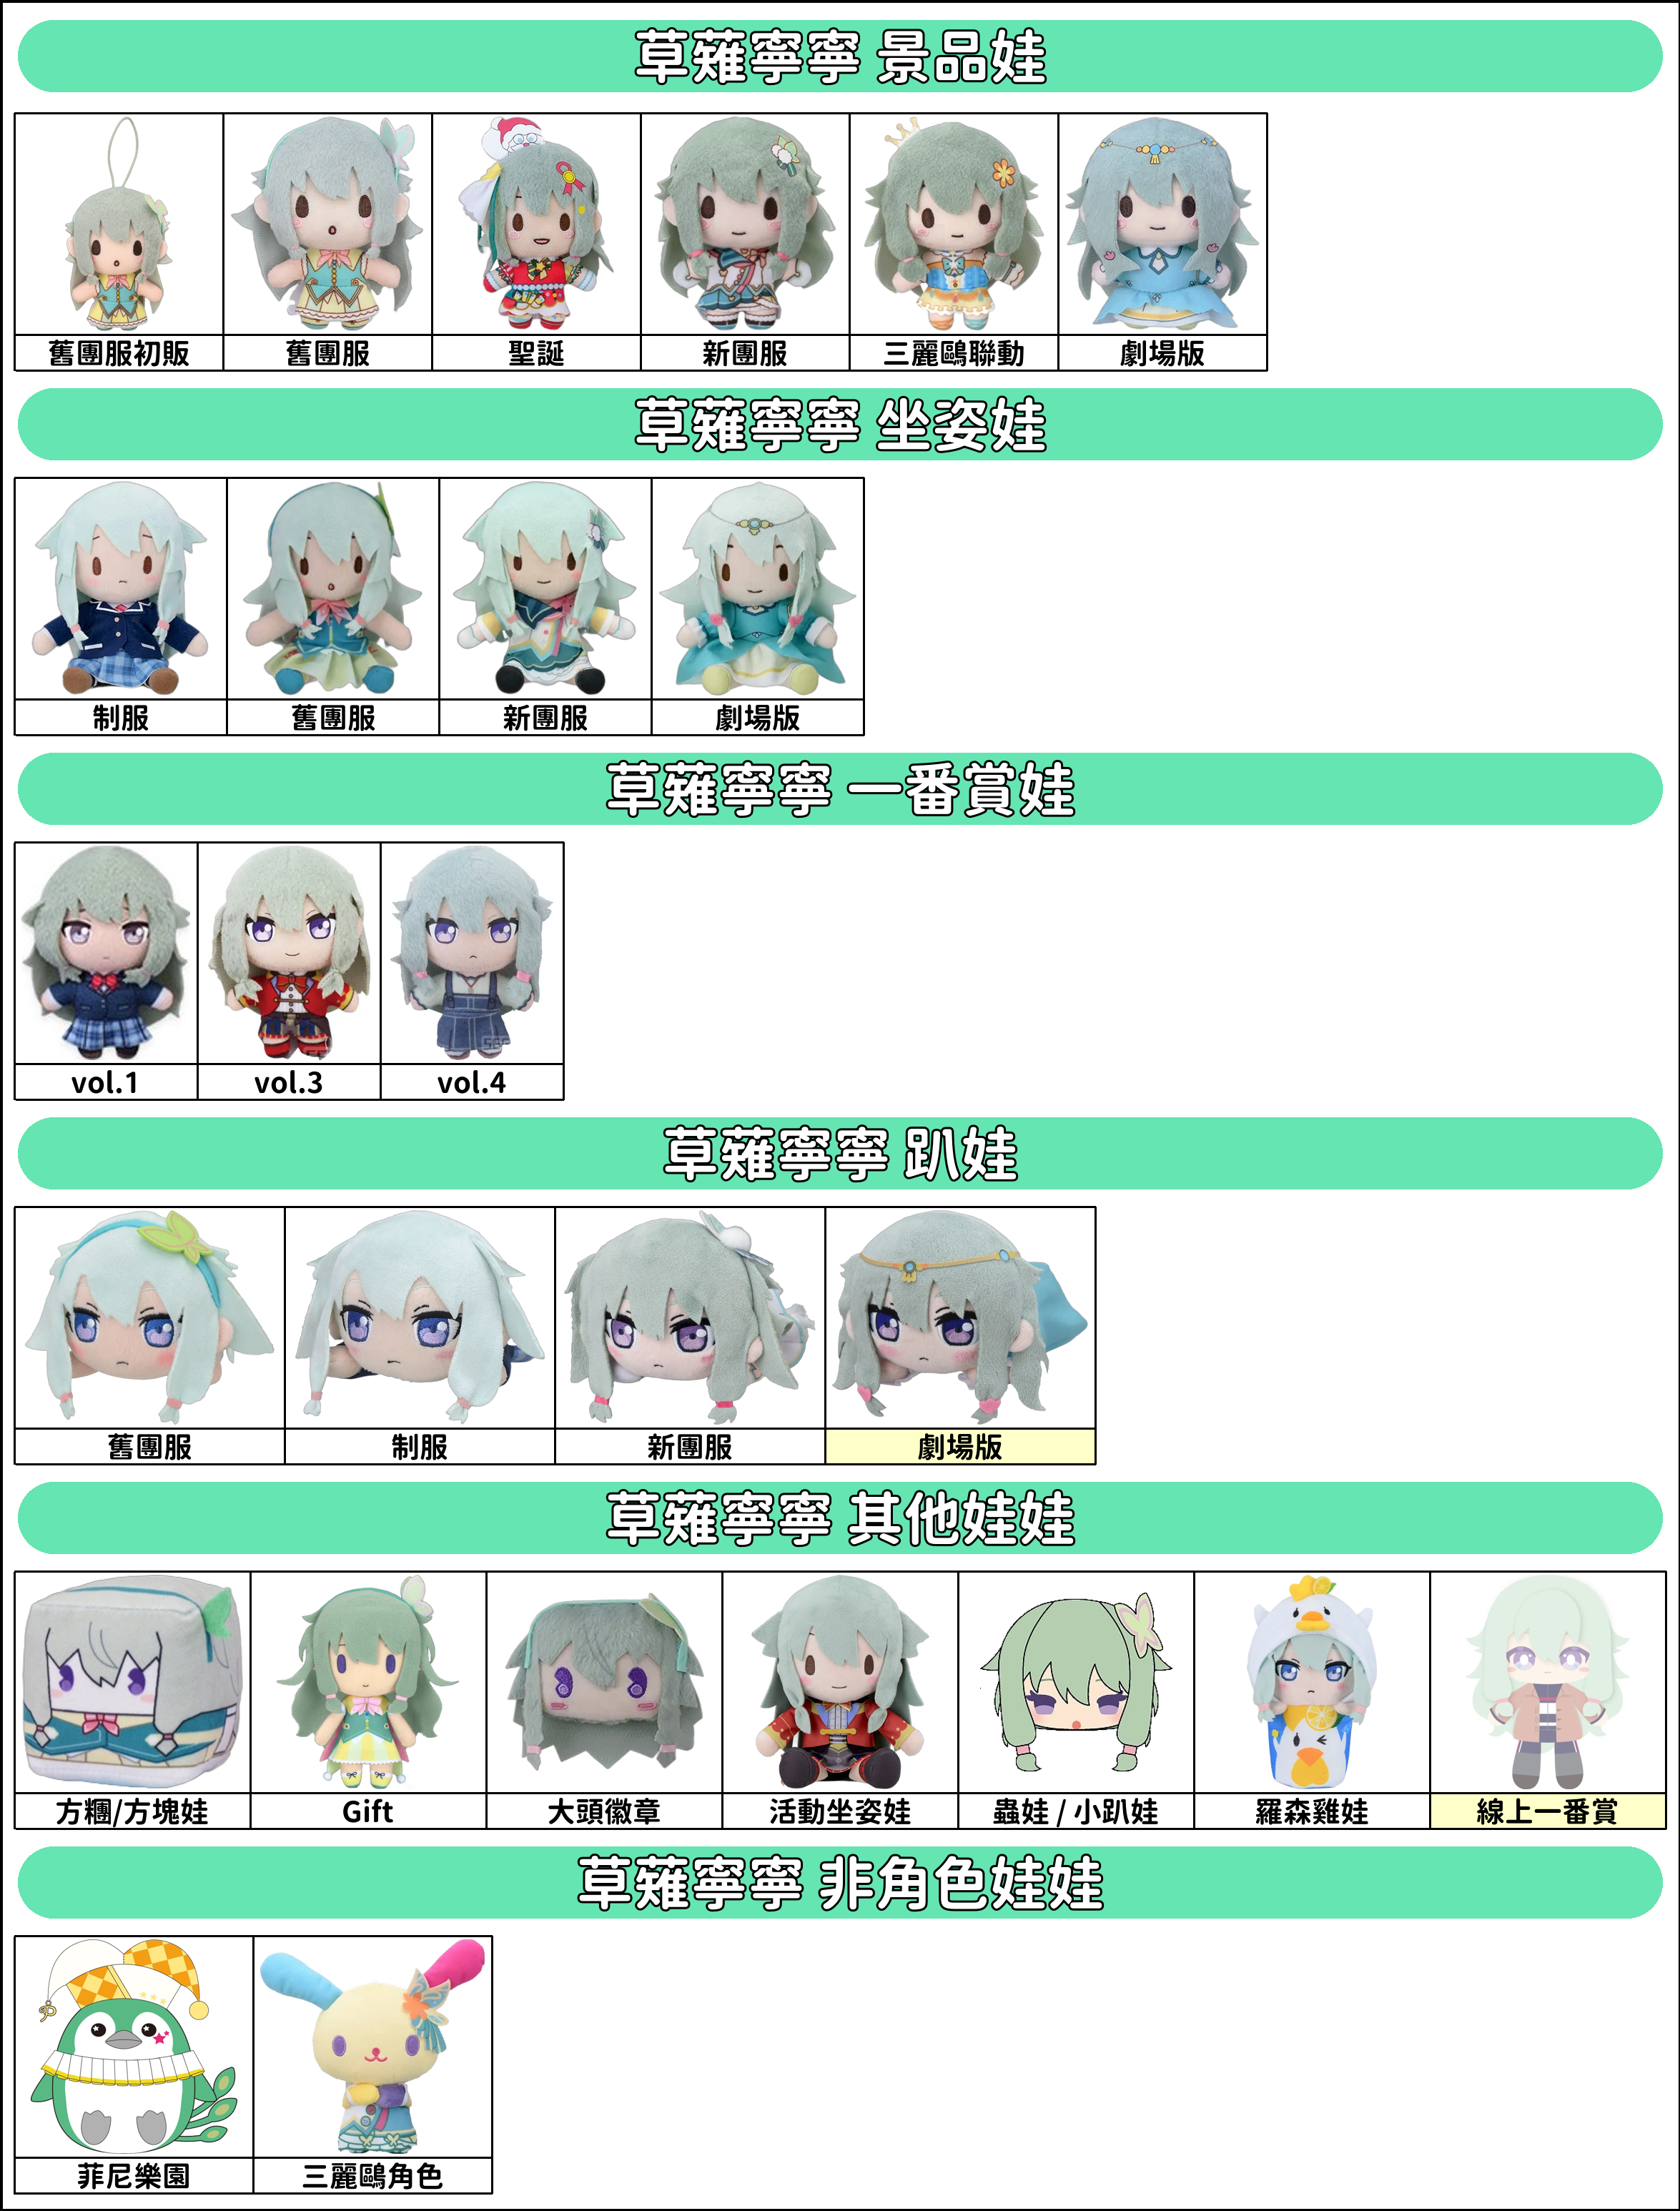 草薙寧寧 景品娃
舊團服初販
舊團服
聖誕
新團服
三麗鷗聯動
劇場版
草薙寧寧 坐姿娃
制服
舊團服
新團服
劇場版
草薙寧寧 一番賞娃
vol.1
vol.3
vol.4
草薙寧寧 趴娃
舊團服
制服
新團服
劇場版
草薙寧寧 其他娃娃
方糰/方塊娃
Gift
大頭徽章
活動坐姿娃
蟲娃 / 小趴娃
羅森雞娃
線上一番賞
草薙寧寧 非角色娃娃
菲尼樂園
三麗鷗角色